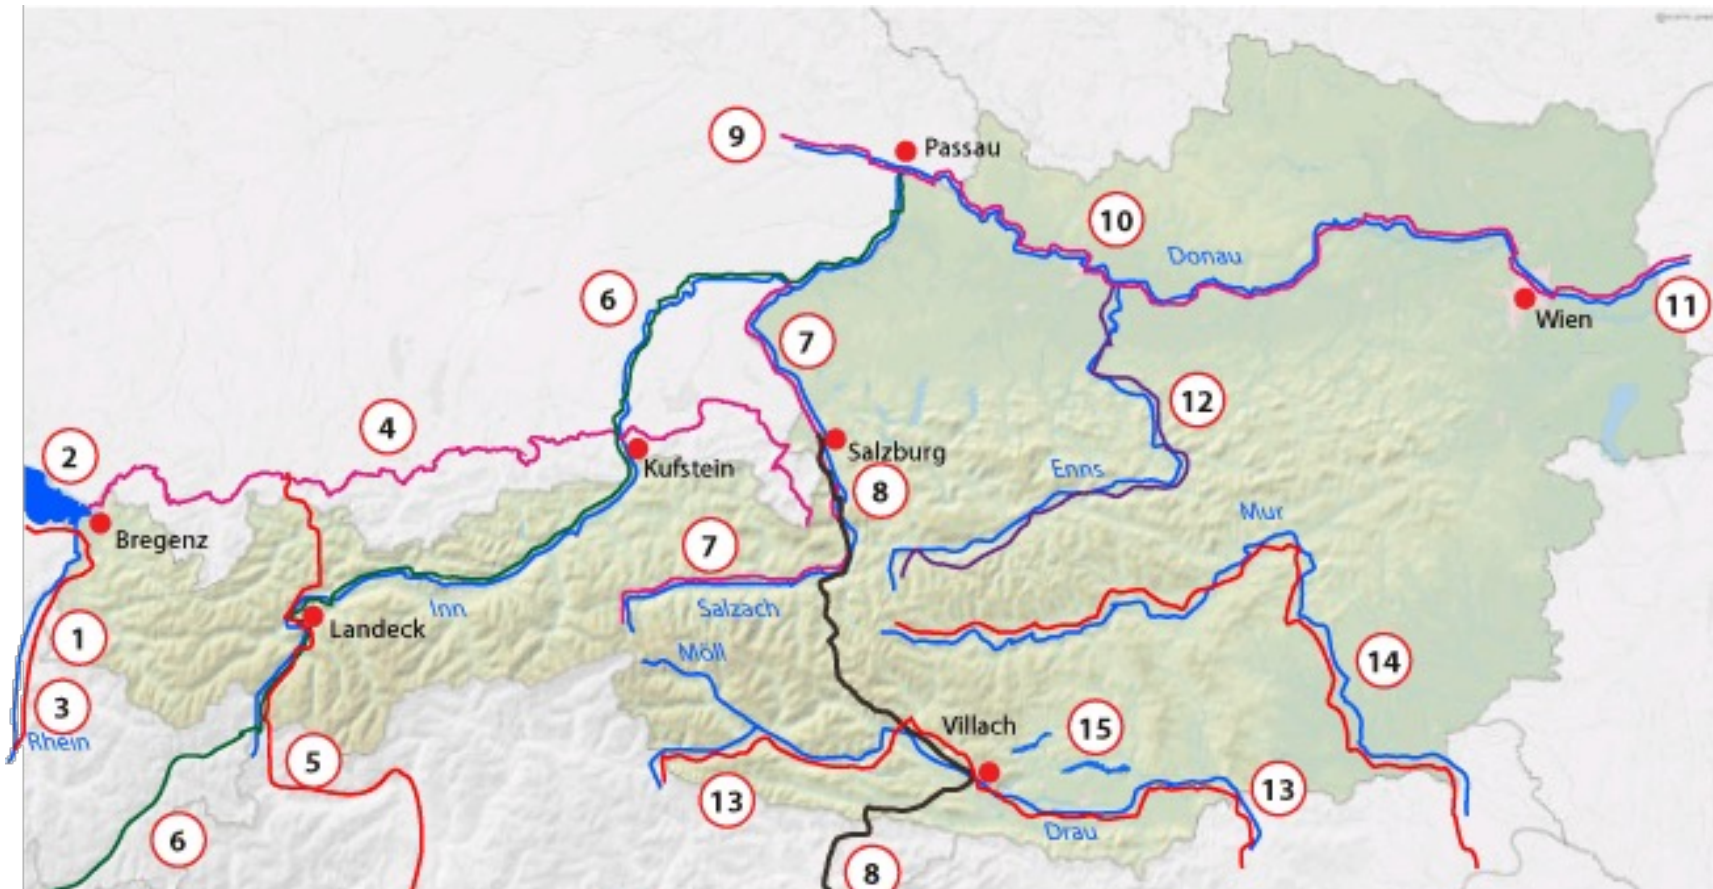 9
Passau
10
Donau
6
11
Wien
7
4
12
2
Salzburg
Kufstein
Enns
8
Mur
Bregenz
7
Inn
Salzach
Landeck
1
Möll
14
3
Villach
15
Rhein
5
13
13
Drau
6
8